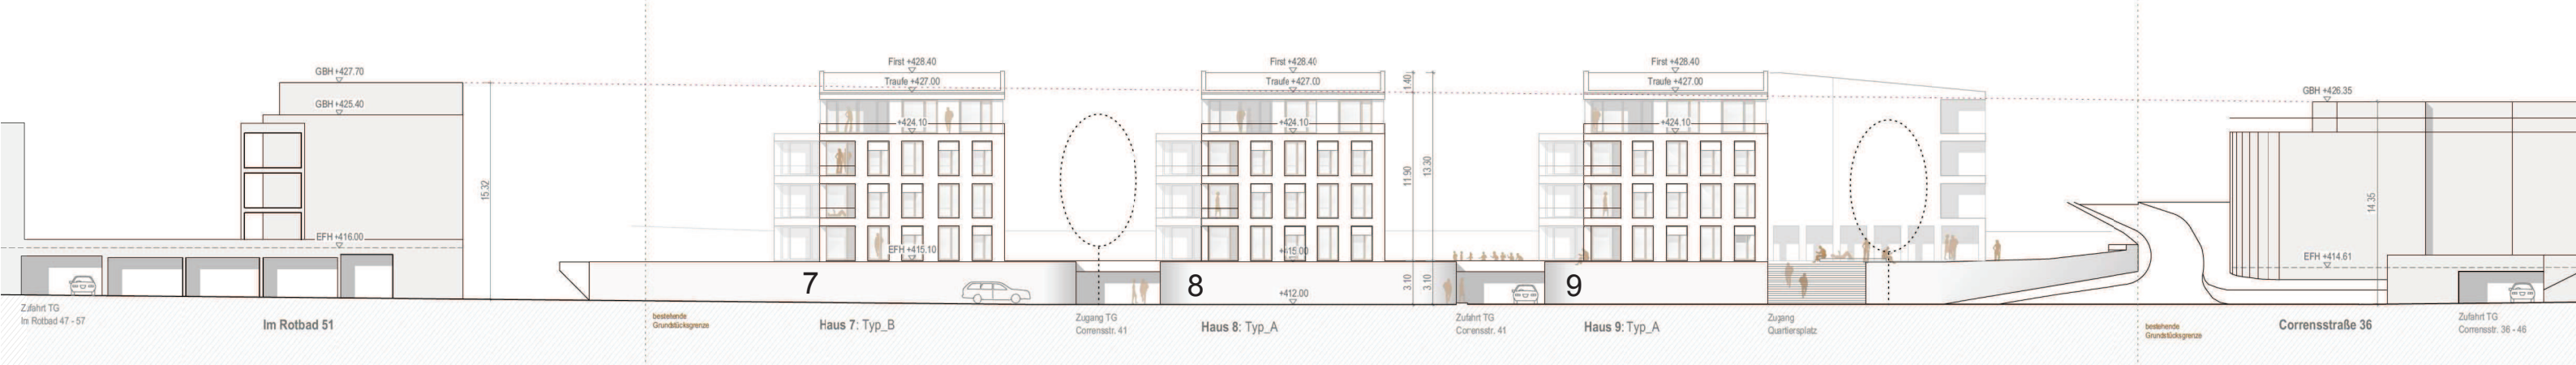 GBH +427.70
GBH +425.40
15.32
EFH +416.00
Zufahrt TG
Im Rotbad 47 - 57
Im Rotbad 51
bestehende
Grundstücksgrenze
First +428.40
Traufe +427.00
+424.10
EFH +415.10
7
Haus 7: Typ_B
Zugang TG
Corrensstr. 41
First +428.40
Traufe +427.00
+424.10
+415.00
8
+412.00
Haus 8: Typ_A
1.40
11.90
13.30
3.10
3.10
Zufahrt TG
Corrensstr. 41
First +428.40
Traufe +427.00
+424.10
9
Haus 9: Typ_A
Zugang
Quartiersplatz
bestehende
Grundstücksgrenze
GBH +426.35
14.35
EFH +414.61
Corrensstraße 36
Zufahrt TG
Corrensstr. 36 - 46